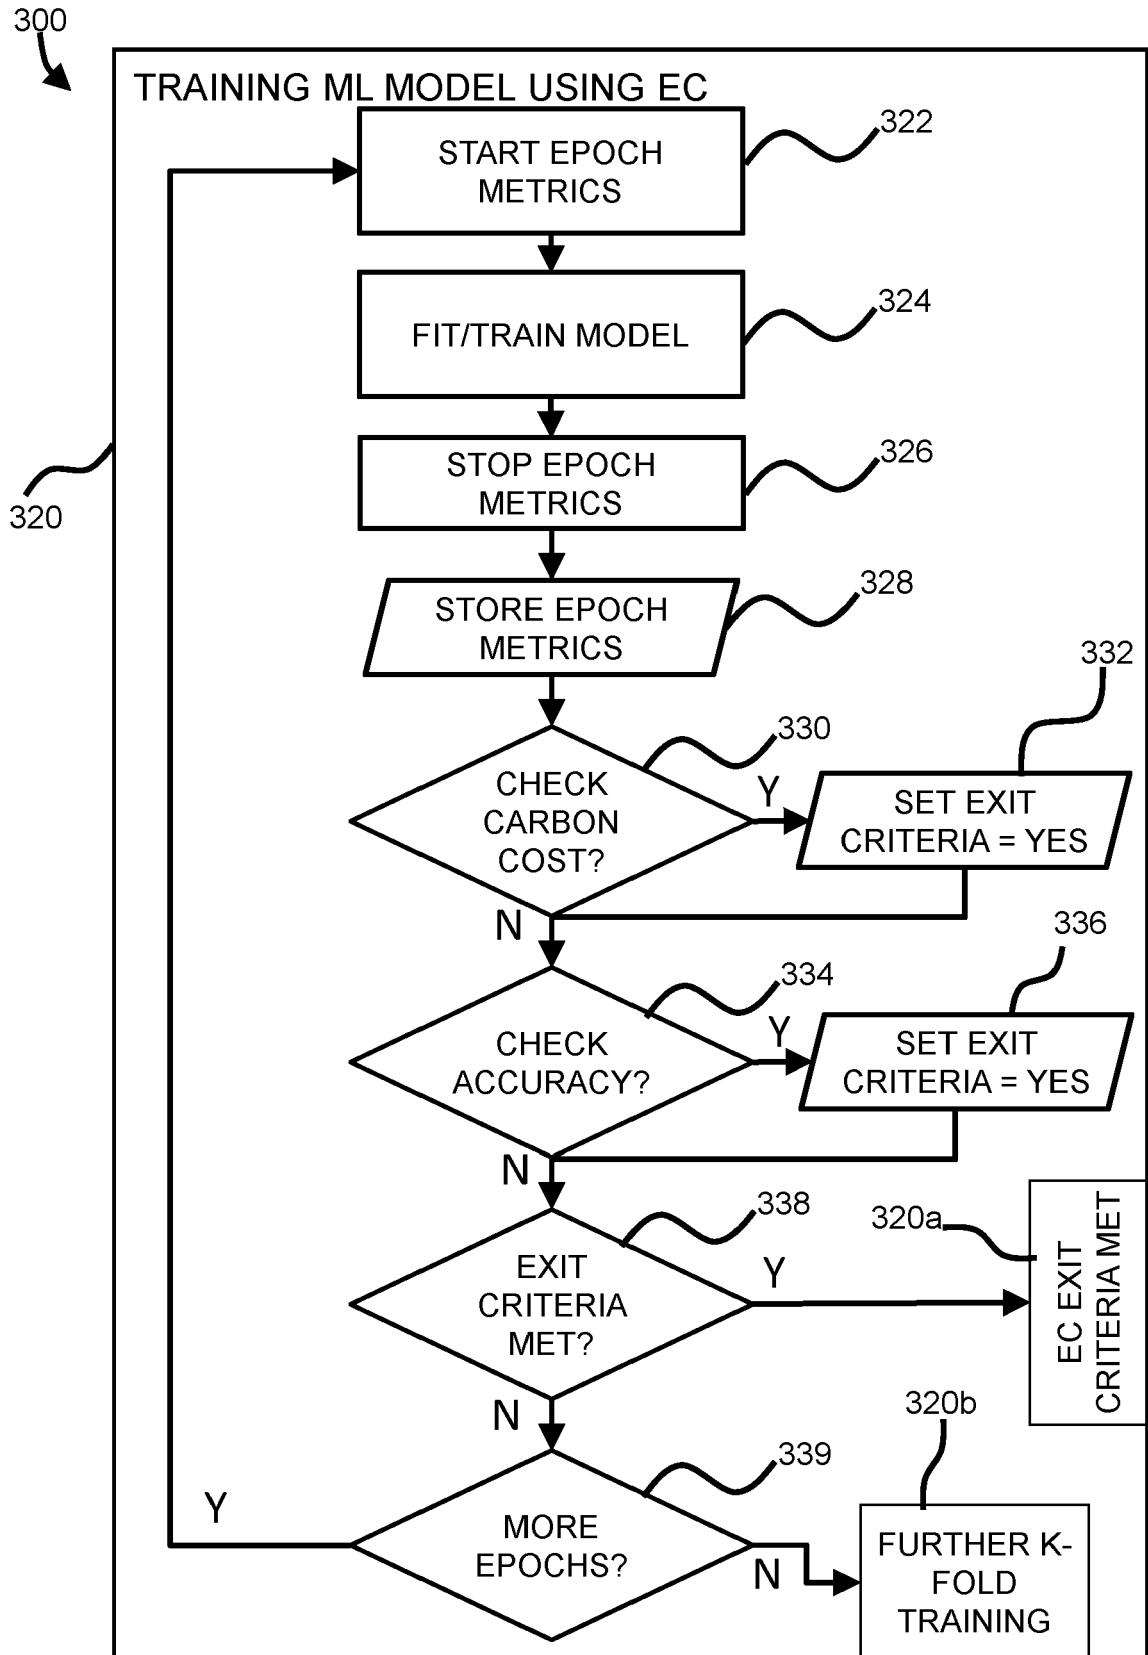 300
TRAINING ML MODEL USING EC
322
START EPOCH
METRICS
324
FIT/TRAIN MODEL
326
STOP EPOCH
METRICS
320
328
STORE EPOCH
METRICS
332
330
CHECK
CARBON
COST?
Y
SET EXIT
CRITERIA = YES
N
336
334
CHECK
ACCURACY?
Y
SET EXIT
CRITERIA = YES
N
338
320a
EXIT
CRITERIA
MET?
Y
EC EXIT
CRITERIA MET
N
320b
339
Y
MORE
EPOCHS?
N
FURTHER K-
FOLD
TRAINING